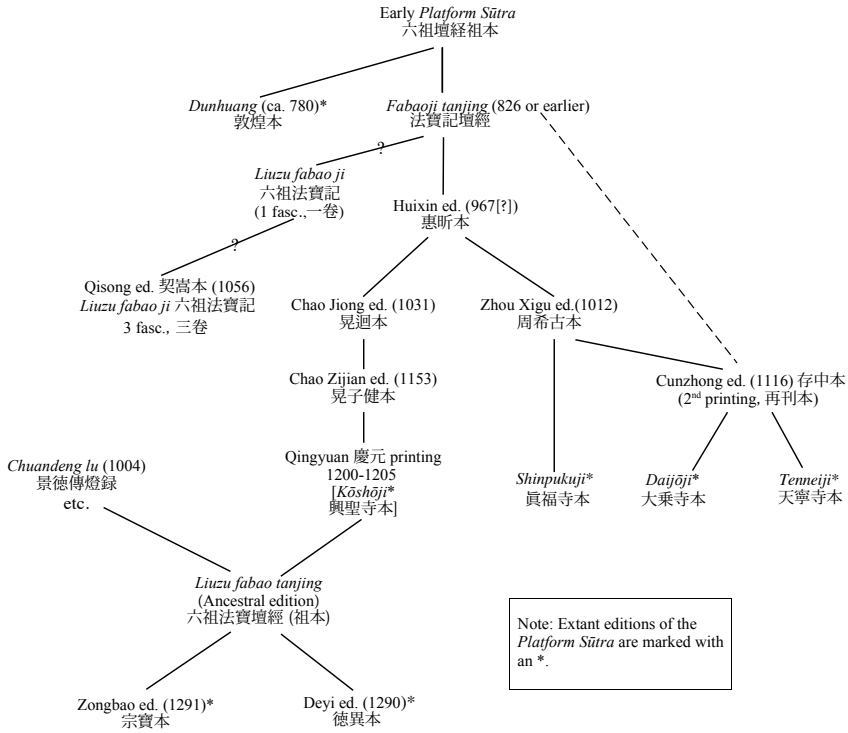 Early Platform Sūtra
六祖壇経祖本
Dunhuang (ca. 780)*
敦煌本
Fabaoji tanjing (826 or earlier)
法寶記壇經
?
Liuzu fabao ji
六祖法寶記
(1 fasc.,一卷)
Huixin ed. (967[?])
惠昕本
?
Qisong ed. 契嵩本 (1056)
Liuzu fabao ji 六祖法寶記
3 fasc., 三卷
Chao Jiong ed. (1031)
晃迥本
Zhou Xigu ed.(1012)
周希古本
Chao Zijian ed. (1153)
晃子健本
Cunzhong ed. (1116) 存中本
(2nd printing, 再刊本)
Chuandeng lu (1004)
景徳傳燈録
etc.
Qingyuan 慶元 printing
1200-1205
[Kōshōji*
興聖寺本]
Shinpukuji*
眞福寺本
Daijōji*
大乗寺本
Tenneiji*
天寧寺本
Liuzu fabao tanjing
(Ancestral edition)
六祖法寶壇經 (祖本)
Note: Extant editions of the
Platform Sūtra are marked with
an *.
Zongbao ed. (1291)*
宗寶本
Deyi ed. (1290)*
徳異本